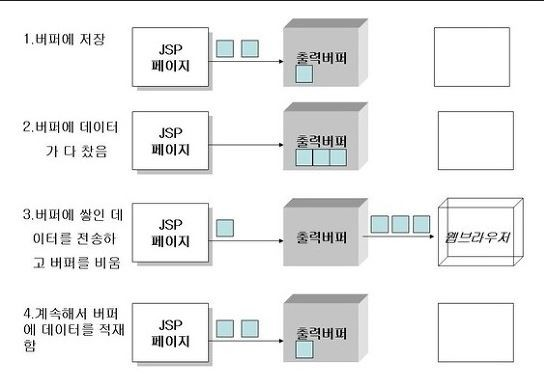 1.버퍼에 저장
JSP
페이지
출력버퍼
2.버퍼에 데이터
가 다 찼음
JSP
페이지
출력버퍼
3.버퍼에 쌓인 데
이터를 전송하
고 버퍼를 비움
JSP
페이지
출력버퍼
웹브라우저
4.계속해서 버퍼
에 데이터를 적재
함
JSP
페이지
출력버퍼